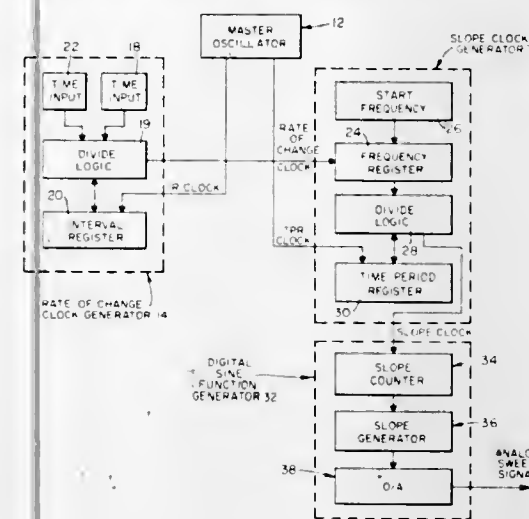 MASTER
OSCILLATOR
12
SLOPE CLOCK
GENERATOR
22
18
TIME
INPUT
TIME
INPUT
19
DIVIDE
LOGIC
20
INTERVAL
REGISTER
R CLOCK
RATE OF CHANGE
CLOCK GENERATOR 14
RATE
OF
CHANGE
CLOCK
TPR
CLOCK
START
FREQUENCY
26
24
FREQUENCY
REGISTER
DIVIDE
LOGIC
28
TIME PERIOD
REGISTER
30
SLOPE CLOCK
DIGITAL
SINE
FUNCTION
GENERATOR 32
SLOPE
COUNTER
34
SLOPE
GENERATOR
36
38
D/A
ANALO
SWEE
SIGNA